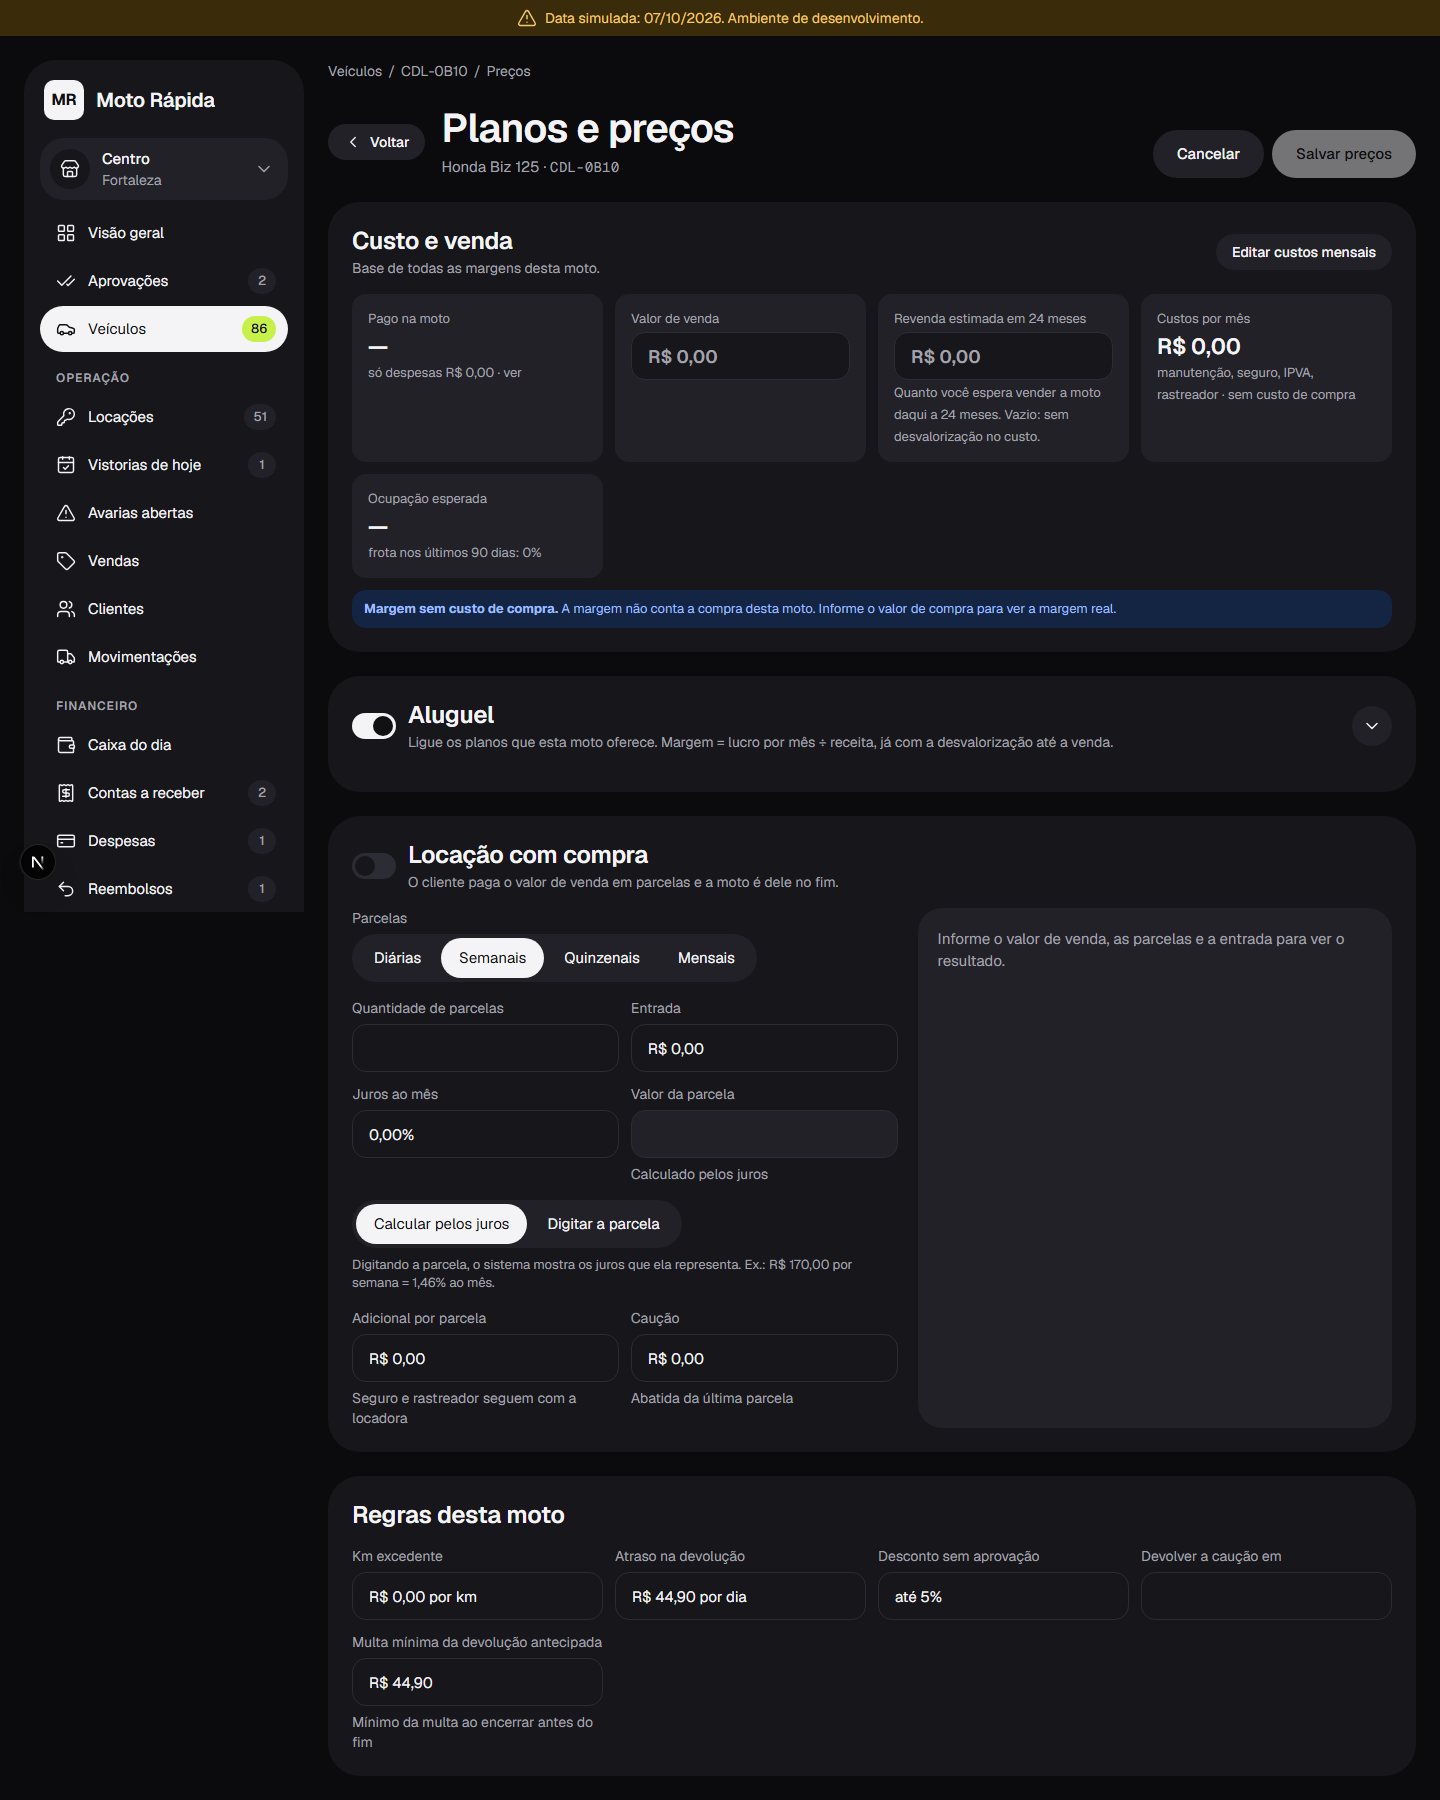 Data simulada: 07/10/2026. Ambiente de desenvolvimento.
MR
Moto Rápida
Centro
Fortaleza
Visão geral
Aprovações
2
Veículos
86
OPERAÇÃO
Locações
51
Vistorias de hoje
1
Avarias abertas
Vendas
Clientes
Movimentações
FINANCEIRO
Caixa do dia
Contas a receber
2
Despesas
1
Reembolsos
1
N
Veículos / CDL-0B10 / Preços
Voltar
Planos e preços
Honda Biz 125 · CDL-0B10
Cancelar
Salvar preços
Custo e venda
Base de todas as margens desta moto.
Editar custos mensais
Pago na moto
—
só despesas R$ 0,00 · ver
Valor de venda
R$ 0,00
Revenda estimada em 24 meses
R$ 0,00
Quanto você espera vender a moto
daqui a 24 meses. Vazio: sem
desvalorização no custo.
Custos por mês
R$ 0,00
manutenção, seguro, IPVA,
rastreador · sem custo de compra
Ocupação esperada
—
frota nos últimos 90 dias: 0%
Margem sem custo de compra. A margem não conta a compra desta moto. Informe o valor de compra para ver a margem real.
Aluguel
Ligue os planos que esta moto oferece. Margem = lucro por mês ÷ receita, já com a desvalorização até a venda.
Locação com compra
O cliente paga o valor de venda em parcelas e a moto é dele no fim.
Parcelas
Diárias
Semanais
Quinzenais
Mensais
Quantidade de parcelas
Entrada
R$ 0,00
Juros ao mês
0,00%
Valor da parcela
Calculado pelos juros
Calcular pelos juros
Digitar a parcela
Digitando a parcela, o sistema mostra os juros que ela representa. Ex.: R$ 170,00 por
semana = 1,46% ao mês.
Adicional por parcela
R$ 0,00
Seguro e rastreador seguem com a
locadora
Caução
R$ 0,00
Abatida da última parcela
Informe o valor de venda, as parcelas e a entrada para ver o
resultado.
Regras desta moto
Km excedente
R$ 0,00 por km
Atraso na devolução
R$ 44,90 por dia
Desconto sem aprovação
até 5%
Devolver a caução em
Multa mínima da devolução antecipada
R$ 44,90
Mínimo da multa ao encerrar antes do
fim